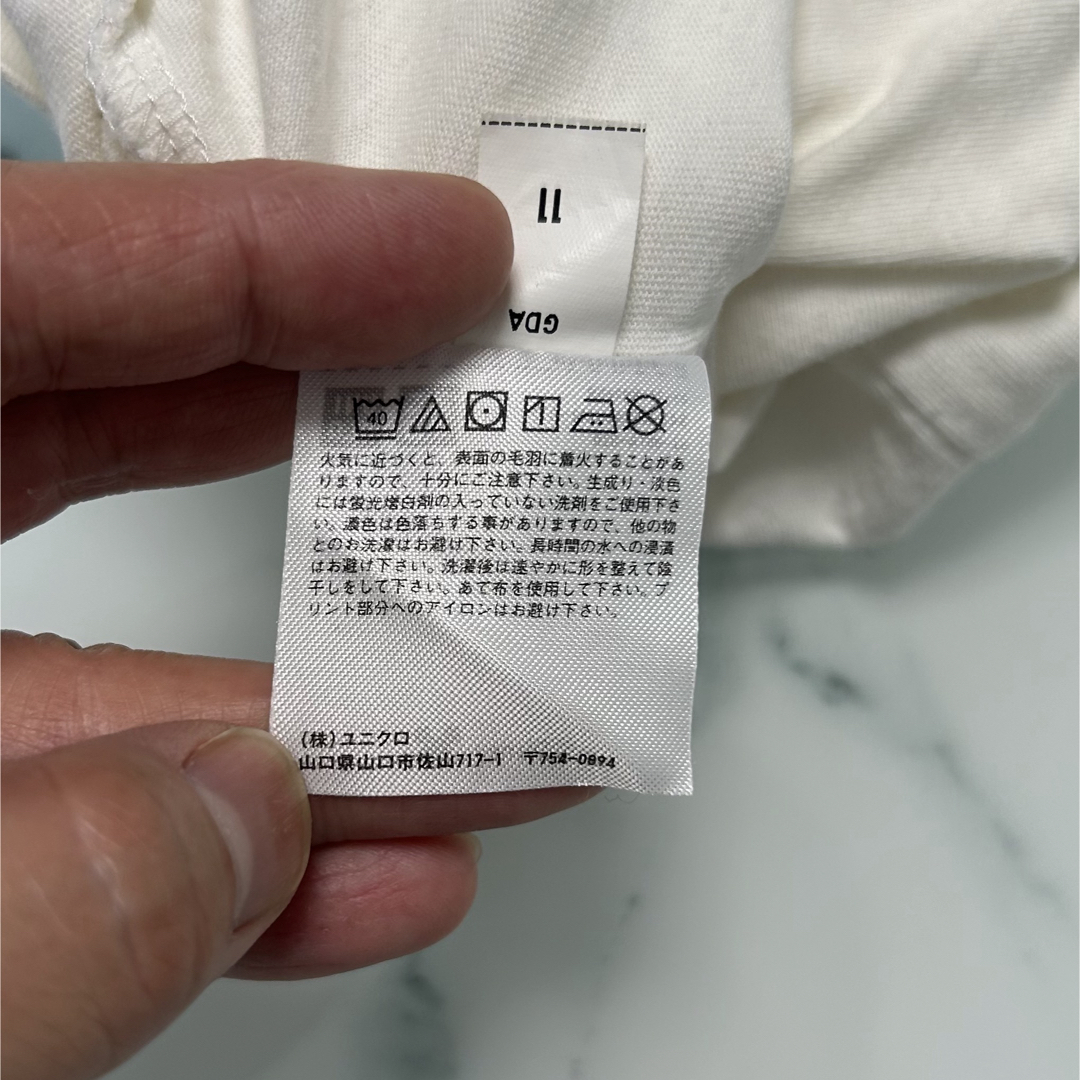 11
GDA
40
火気に近づくと、表面の毛羽に着火することがあ
りますので、十分にご注意下さい。生成り・淡色
には蛍光増白剤の入っていない洗剤をご使用下さ
い。濃色は色落ちする事がありますので、他の物
とのお洗濯はお避け下さい。長時間の水への浸漬
はお避け下さい。洗濯後は速やかに形を整えて陰
干しをして下さい。あて布を使用して下さい。プ
リント部分へのアイロンはお避け下さい。
(株)ユニクロ
山口県山口市佐山717-1 〒754-0894